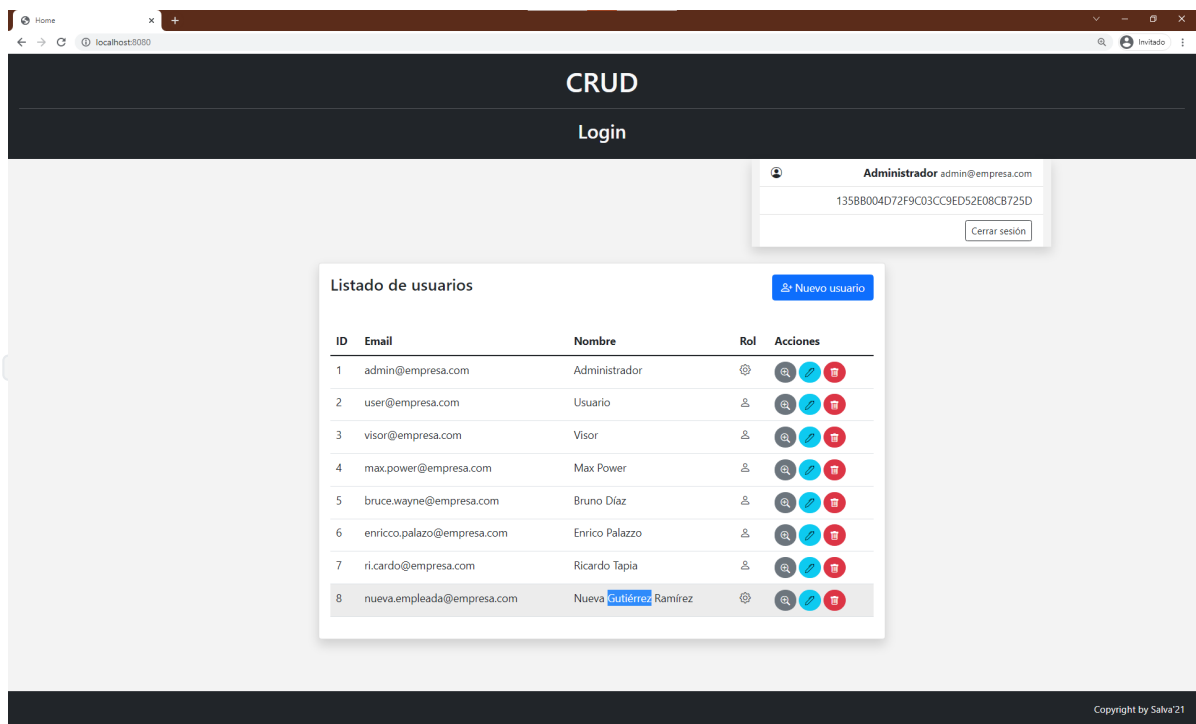 Home
localhost:8080
Invitado
CRUD
Login
Administrador admin@empresa.com
135BB004D72F9C03CC9ED52E08CB725D
Cerrar sesión
Listado de usuarios
Nuevo usuario
ID Email Nombre Rol Acciones
1 admin@empresa.com Administrador
2 user@empresa.com Usuario
3 visor@empresa.com Visor
4 max.power@empresa.com Max Power
5 bruce.wayne@empresa.com Bruno Díaz
6 enricco.palazo@empresa.com Enrico Palazzo
7 ri.cardo@empresa.com Ricardo Tapia
8 nueva.empleada@empresa.com Nueva Gutiérrez Ramírez
Copyright by Salva'21